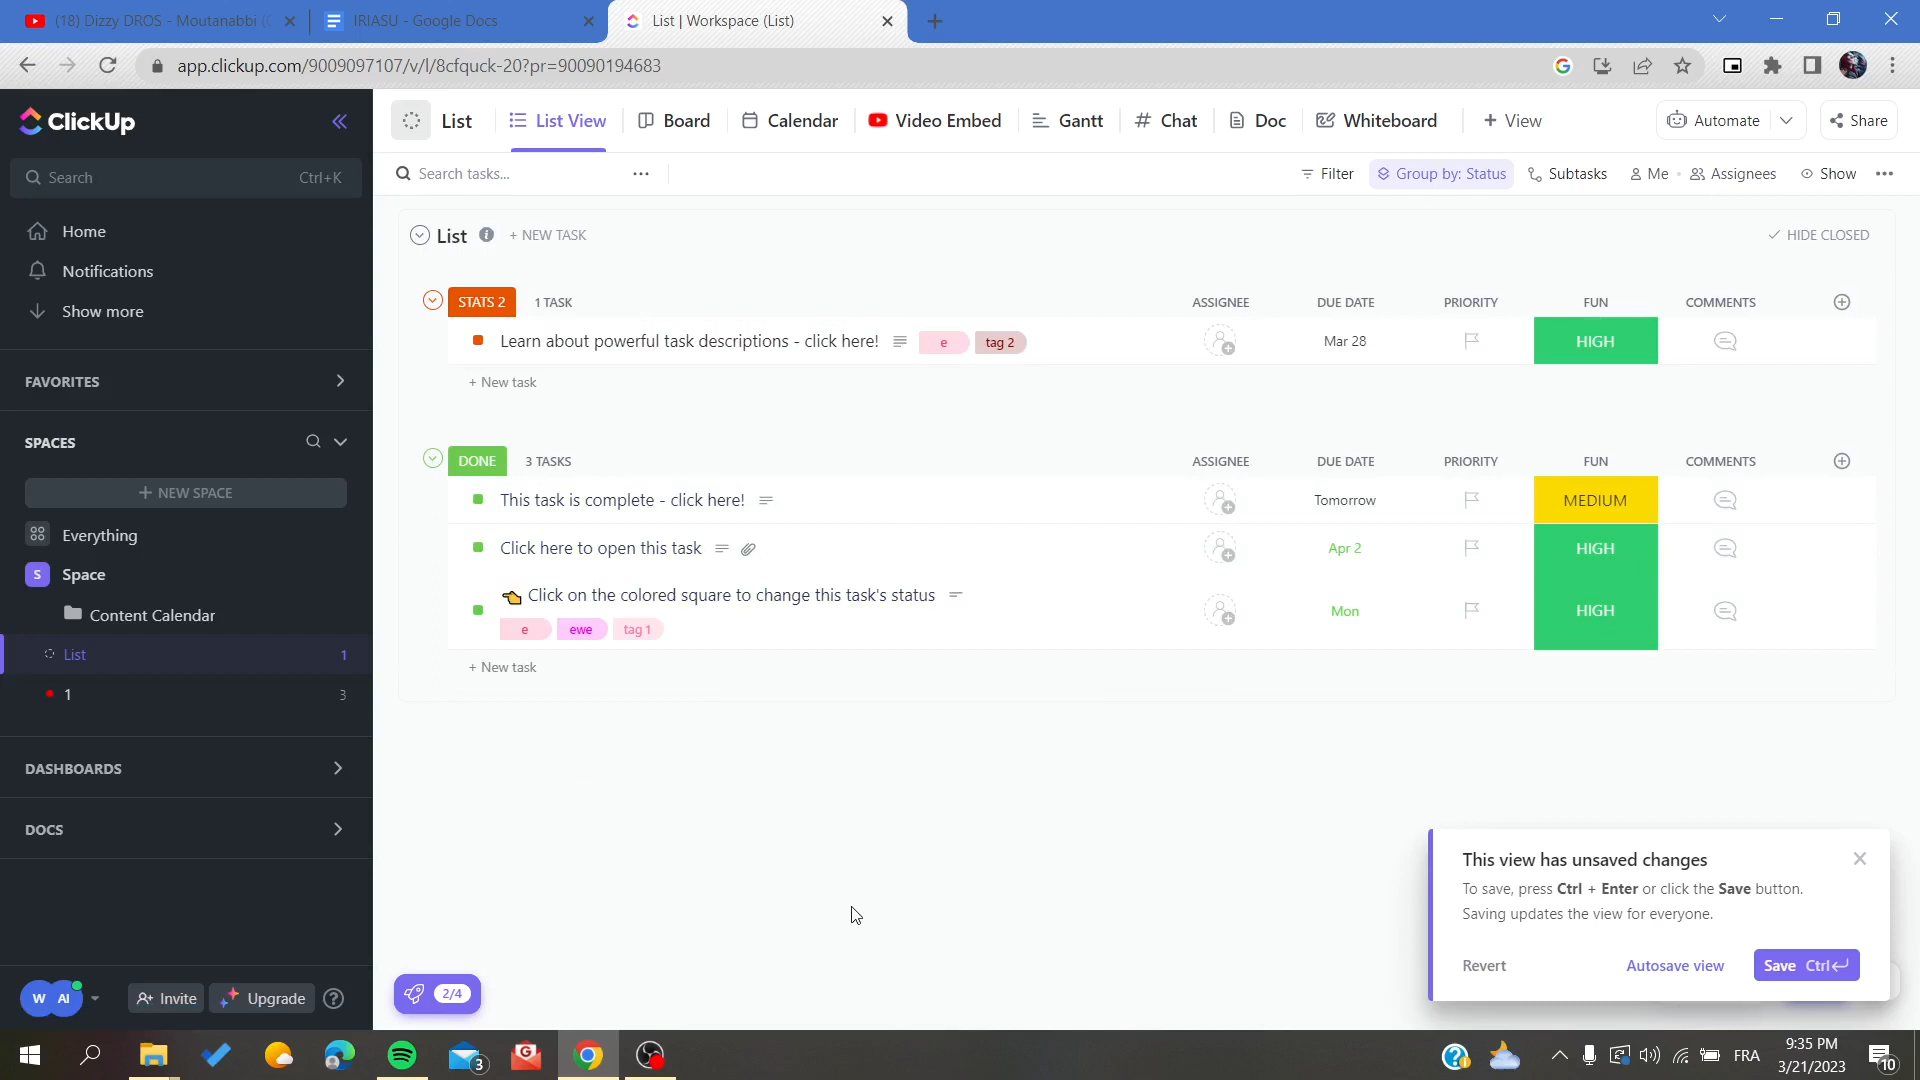 (18) Dizzy DROS - Moutanabbi (
IRIASU - Google Docs
List | Workspace (List)
app.clickup.com/9009097107/v/l/8cfquck-20?pr=90090194683
ClickUp
List
List View
Board
Calendar
Video Embed
Gantt
Chat
Doc
Whiteboard
+ View
Automate
Share
Search
Ctrl+K
Search tasks...
Filter
Group by: Status
Subtasks
Me
Assignees
Show
Home
Notifications
Show more
FAVORITES
SPACES
+ NEW SPACE
Everything
S Space
Content Calendar
List 1
1 3
DASHBOARDS
DOCS
W AI
Invite
Upgrade
List
+ NEW TASK
HIDE CLOSED
STATS 2 1 TASK ASSIGNEE DUE DATE PRIORITY FUN COMMENTS
Learn about powerful task descriptions - click here! e tag 2 Mar 28 HIGH
+ New task
DONE 3 TASKS ASSIGNEE DUE DATE PRIORITY FUN COMMENTS
This task is complete - click here! Tomorrow MEDIUM
Click here to open this task Apr 2 HIGH
Click on the colored square to change this task's status Mon HIGH
e ewe tag 1
+ New task
2/4
This view has unsaved changes
To save, press Ctrl + Enter or click the Save button.
Saving updates the view for everyone.
Revert
Autosave view
Save Ctrl
3
FRA
9:35 PM
3/21/2023
10